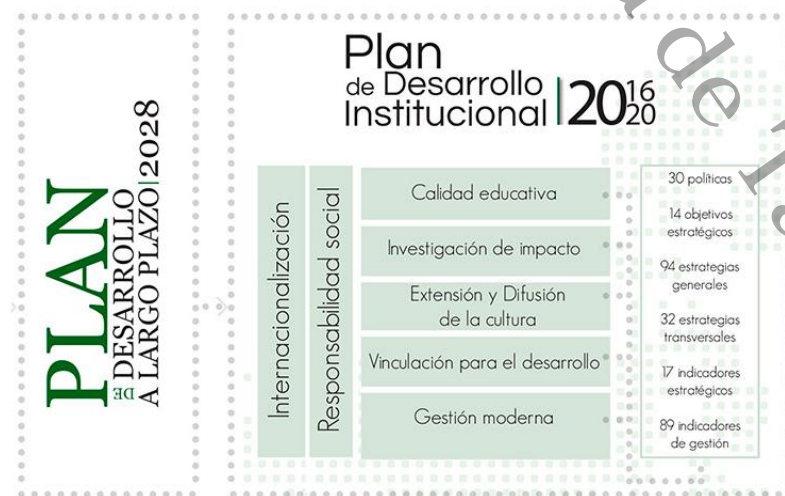 PLAN
DE DESARROLLO
A LARGO PLAZO|2028
Plan
de Desarrollo
Institucional |2016
2020
Internacionalización
Responsabilidad social
Calidad educativa
Investigación de impacto
Extensión y Difusión
de la cultura
Vinculación para el desarrollo
Gestión moderna
30 políticas
14 objetivos
estratégicos
94 estrategias
generales
32 estrategias
transversales
17 indicadores
estratégicos
89 indicadores
de gestión